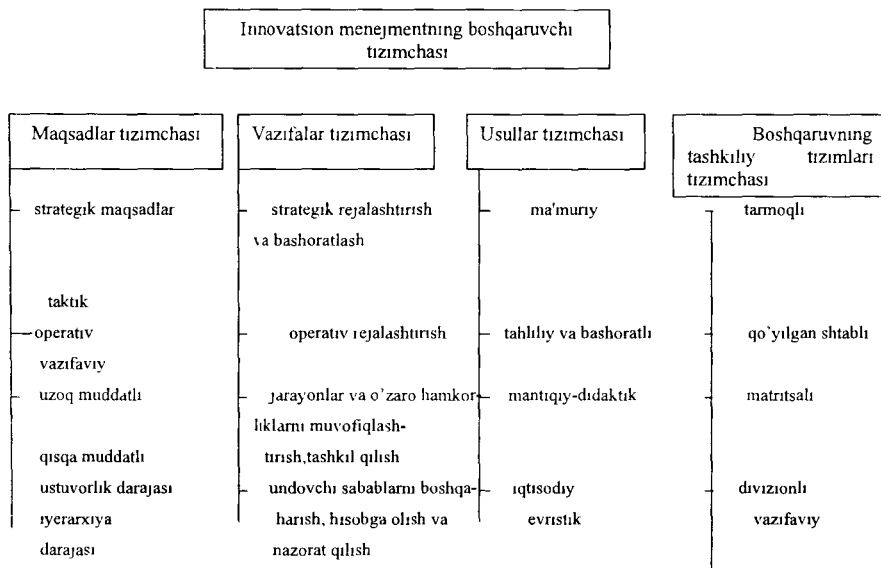 Innovatsion menejmentning boshqaruvchi
tizimchasi
Maqsadlar tizimchasi
strategik maqsadlar
taktik
operativ
vazifaviy
uzoq muddatli
qisqa muddatli
ustuvorlik darajasi
iyerarxiya
darajasi
Vazifalar tizimchasi
strategik rejalashtirish
va bashoratlash
operativ rejalashtirish
jarayonlar va o'zaro hamkor-
liklarni muvofiqlash-
tirish,tashkil qilish
undovchi sabablarni boshqa-
harish, hisobga olish va
nazorat qilish
Usullar tizimchasi
ma'muriy
tahliliy va bashoratli
mantiqiy-didaktik
iqtisodiy
evristik
Boshqaruvning
tashkiliy tizimlari
tizimchasi
tarmoqli
qo'yilgan shtabli
matritsali
divizionli
vazifaviy